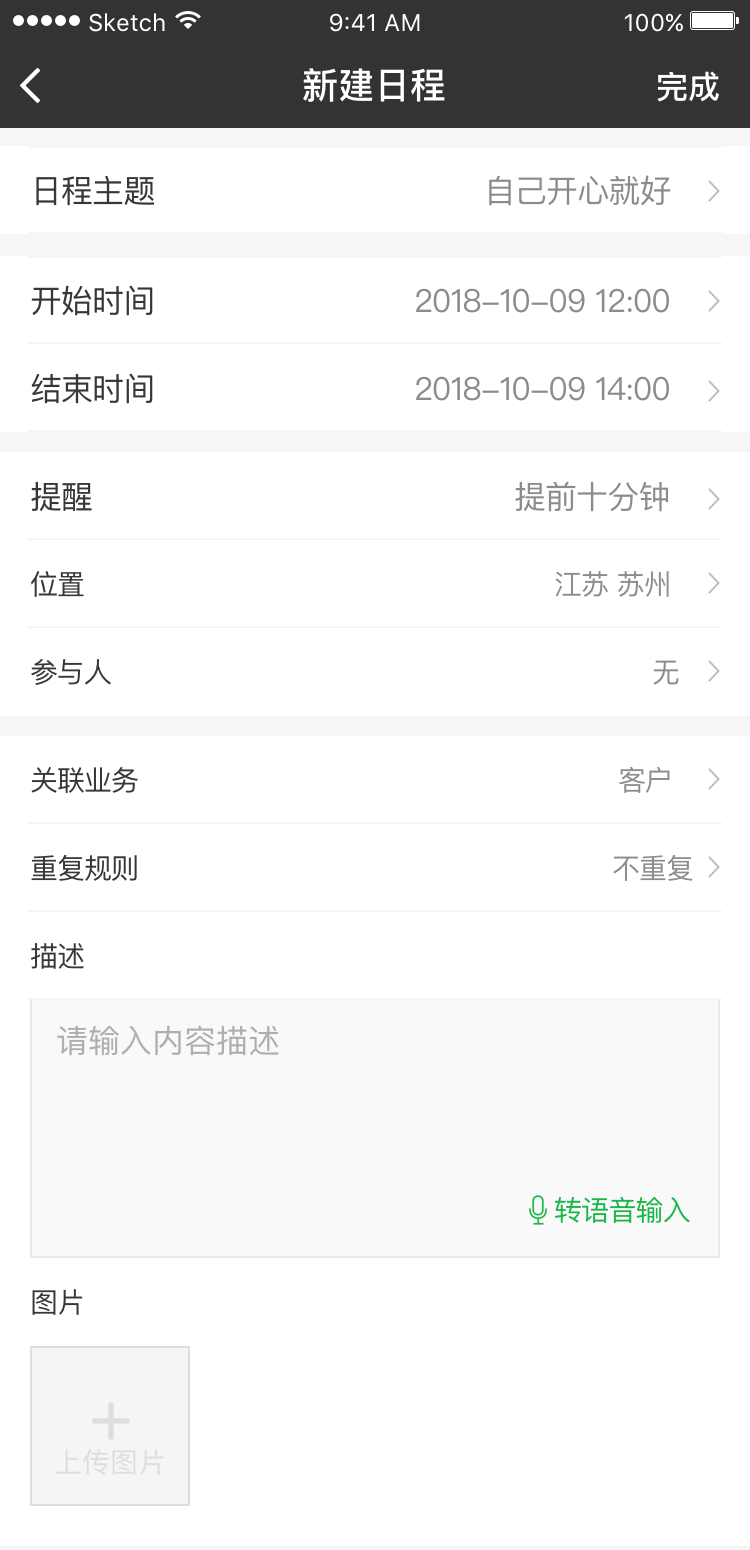 Sketch 9:41 AM 100%
新建日程 完成
日程主题 自己开心就好
开始时间 2018-10-09 12:00
结束时间 2018-10-09 14:00
提醒 提前十分钟
位置 江苏 苏州
参与人 无
关联业务 客户
重复规则 不重复
描述
请输入内容描述
转语音输入
图片
上传图片